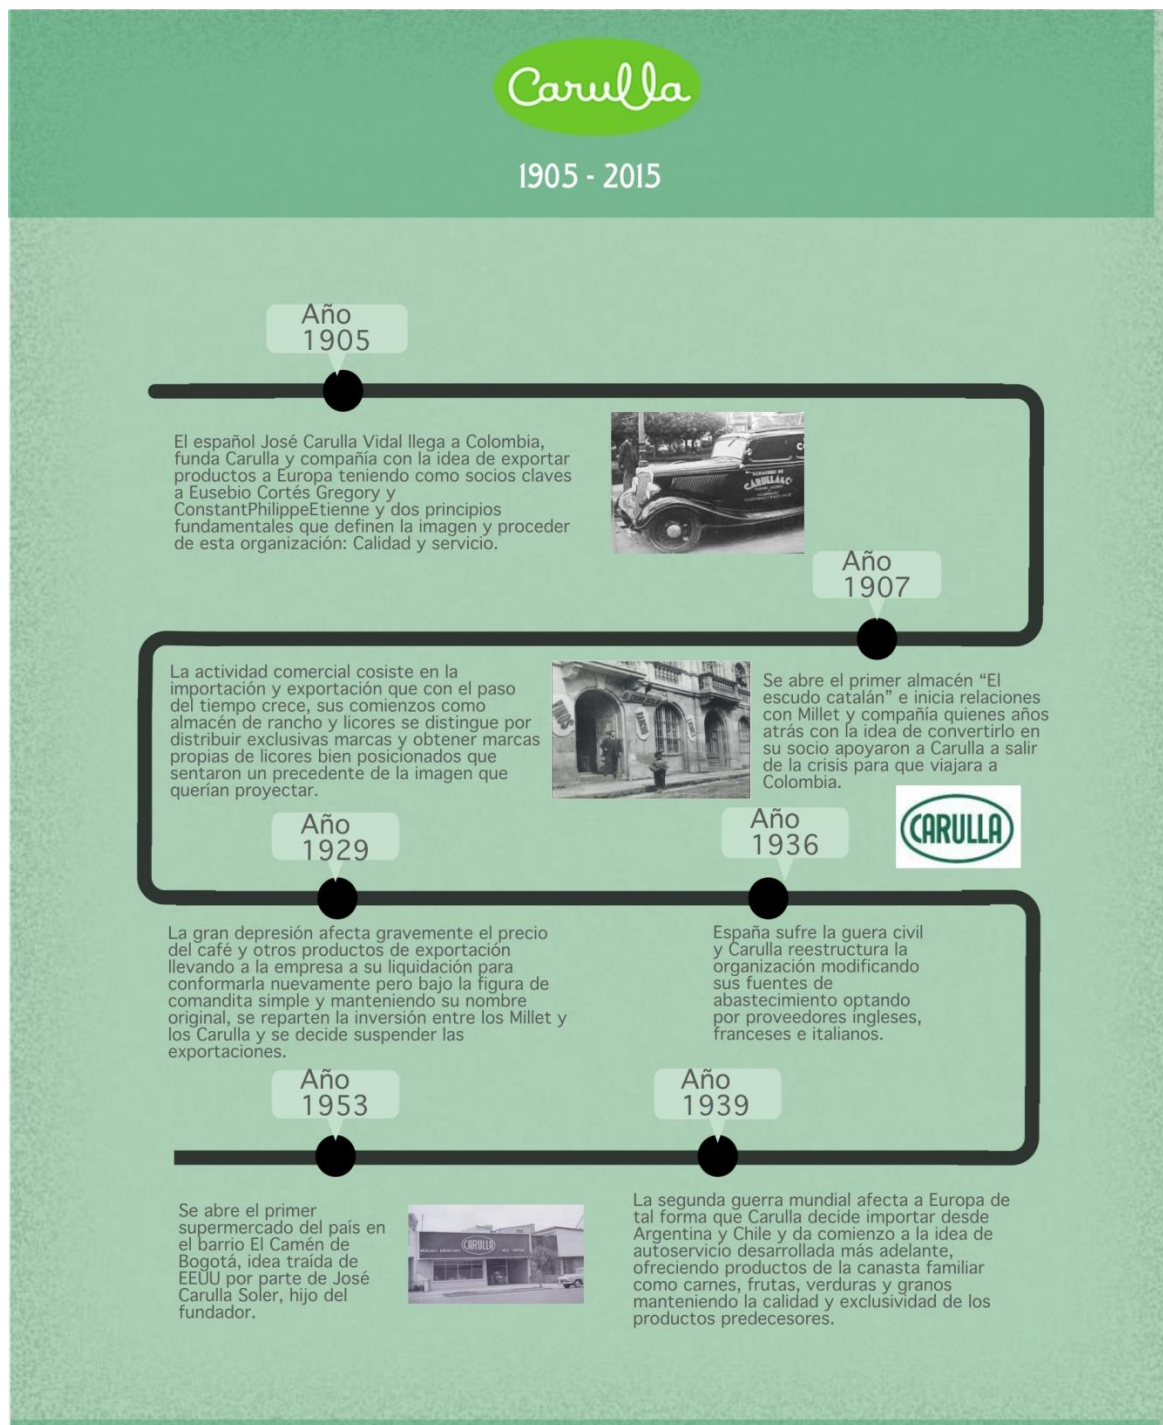 Carulla
1905 - 2015
Año
1905
El español José Carulla Vidal llega a Colombia,
funda Carulla y compañía con la idea de exportar
productos a Europa teniendo como socios claves
a Eusebio Cortés Gregory y
ConstantPhilippeEtienne y dos principios
fundamentales que definen la imagen y proceder
de esta organización: Calidad y servicio.
CARULLA & Co
Año
1907
Se abre el primer almacén “El
escudo catalán” e inicia relaciones
con Millet y compañía quienes años
atrás con la idea de convertirlo en
su socio apoyaron a Carulla a salir
de la crisis para que viajara a
Colombia.
La actividad comercial cosiste en la
importación y exportación que con el paso
del tiempo crece, sus comienzos como
almacén de rancho y licores se distingue por
distribuir exclusivas marcas y obtener marcas
propias de licores bien posicionados que
sentaron un precedente de la imagen que
querían proyectar.
Año
1929
La gran depresión afecta gravemente el precio
del café y otros productos de exportación
llevando a la empresa a su liquidación para
conformarla nuevamente pero bajo la figura de
comandita simple y manteniendo su nombre
original, se reparten la inversión entre los Millet y
los Carulla y se decide suspender las
exportaciones.
Año
1936
CARULLA
España sufre la guera civil
y Carulla reestructura la
organización modificando
sus fuentes de
abastecimiento optando
por proveedores ingleses,
franceses e italianos.
Año
1939
La segunda guerra mundial afecta a Europa de
tal forma que Carulla decide importar desde
Argentina y Chile y da comienzo a la idea de
autoservicio desarrollada más adelante,
ofreciendo productos de la canasta familiar
como carnes, frutas, verduras y granos
manteniendo la calidad y exclusividad de los
productos predecesores.
Año
1953
Se abre el primer
supermercado del país en
el barrio El Camén de
Bogotá, idea traída de
EEUU por parte de José
Carulla Soler, hijo del
fundador.
CARULLA